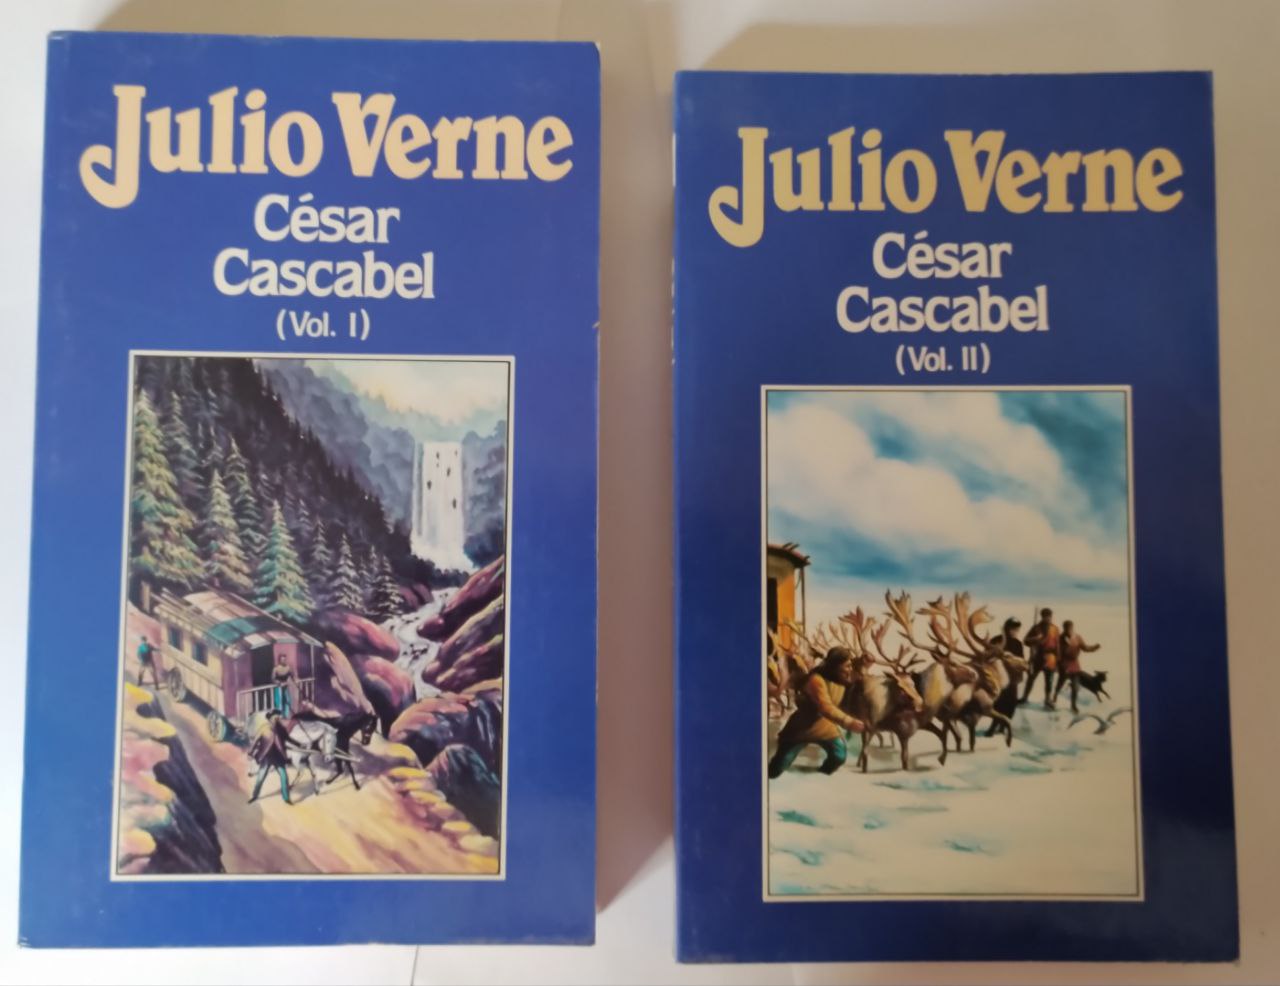 Julio Verne
César
Cascabel
(Vol. I)
Julio Verne
César
Cascabel
(Vol. II)